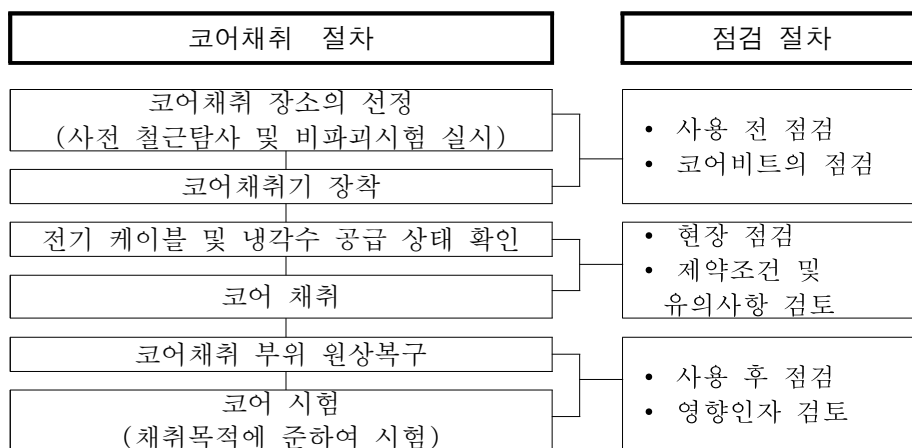 코어채취 절차
점검 절차
코어채취 장소의 선정
(사전 철근탐사 및 비파괴시험 실시)
코어채취기 장착
• 사용 전 점검
• 코어비트의 점검
전기 케이블 및 냉각수 공급 상태 확인
코어 채취
• 현장 점검
• 제약조건 및
유의사항 검토
코어채취 부위 원상복구
코어 시험
(채취목적에 준하여 시험)
• 사용 후 점검
• 영향인자 검토